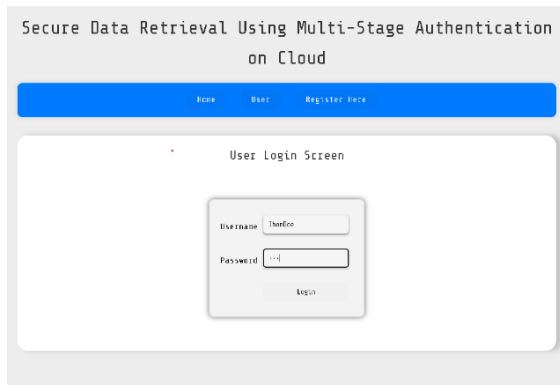 Secure Data Retrieval Using Multi-Stage Authentication
on Cloud
Home User Register Here
* User Login Screen
Username JhonDoe
Password ···
Login